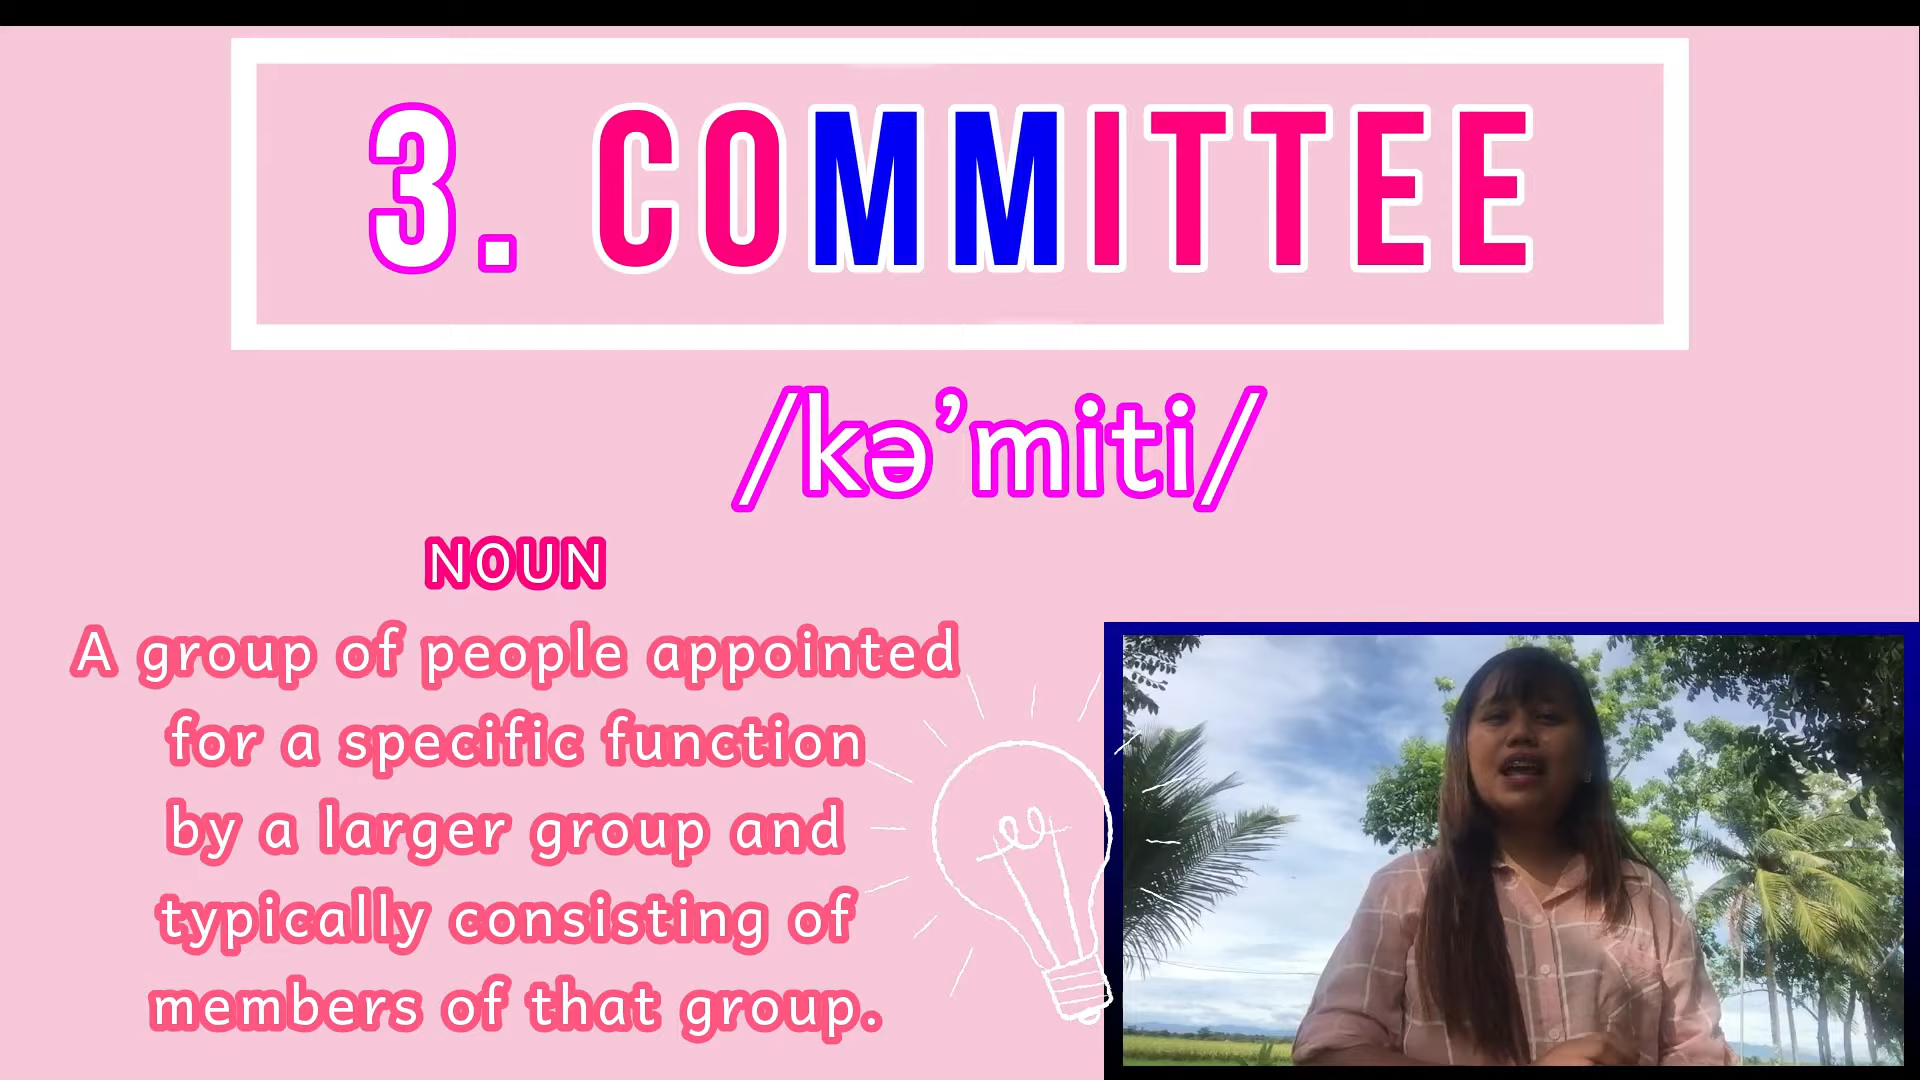 3. COMMITTEE
/kə’miti/
NOUN
A group of people appointed
for a specific function
by a larger group and
typically consisting of
members of that group.